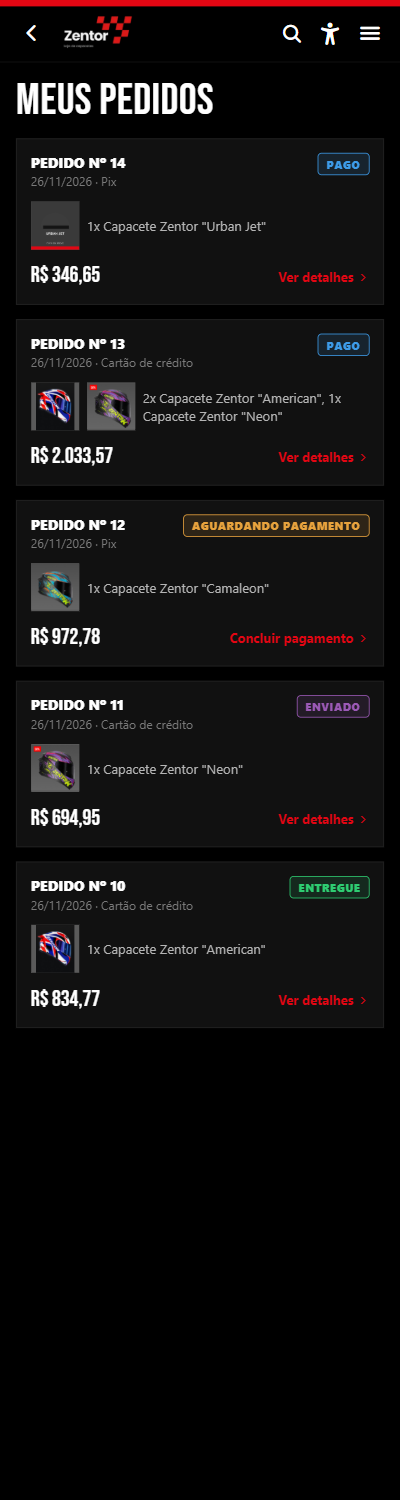 Zentor
MEUS PEDIDOS
PEDIDO Nº 14
PAGO
26/11/2026 · Pix
URBAN JET
1x Capacete Zentor "Urban Jet"
R$ 346,65
Ver detalhes
PEDIDO Nº 13
PAGO
26/11/2026 · Cartão de crédito
2x Capacete Zentor "American", 1x
Capacete Zentor "Neon"
R$ 2.033,57
Ver detalhes
PEDIDO Nº 12
AGUARDANDO PAGAMENTO
26/11/2026 · Pix
1x Capacete Zentor "Camaleon"
R$ 972,78
Concluir pagamento
PEDIDO Nº 11
ENVIADO
26/11/2026 · Cartão de crédito
1x Capacete Zentor "Neon"
R$ 694,95
Ver detalhes
PEDIDO Nº 10
ENTREGUE
26/11/2026 · Cartão de crédito
1x Capacete Zentor "American"
R$ 834,77
Ver detalhes